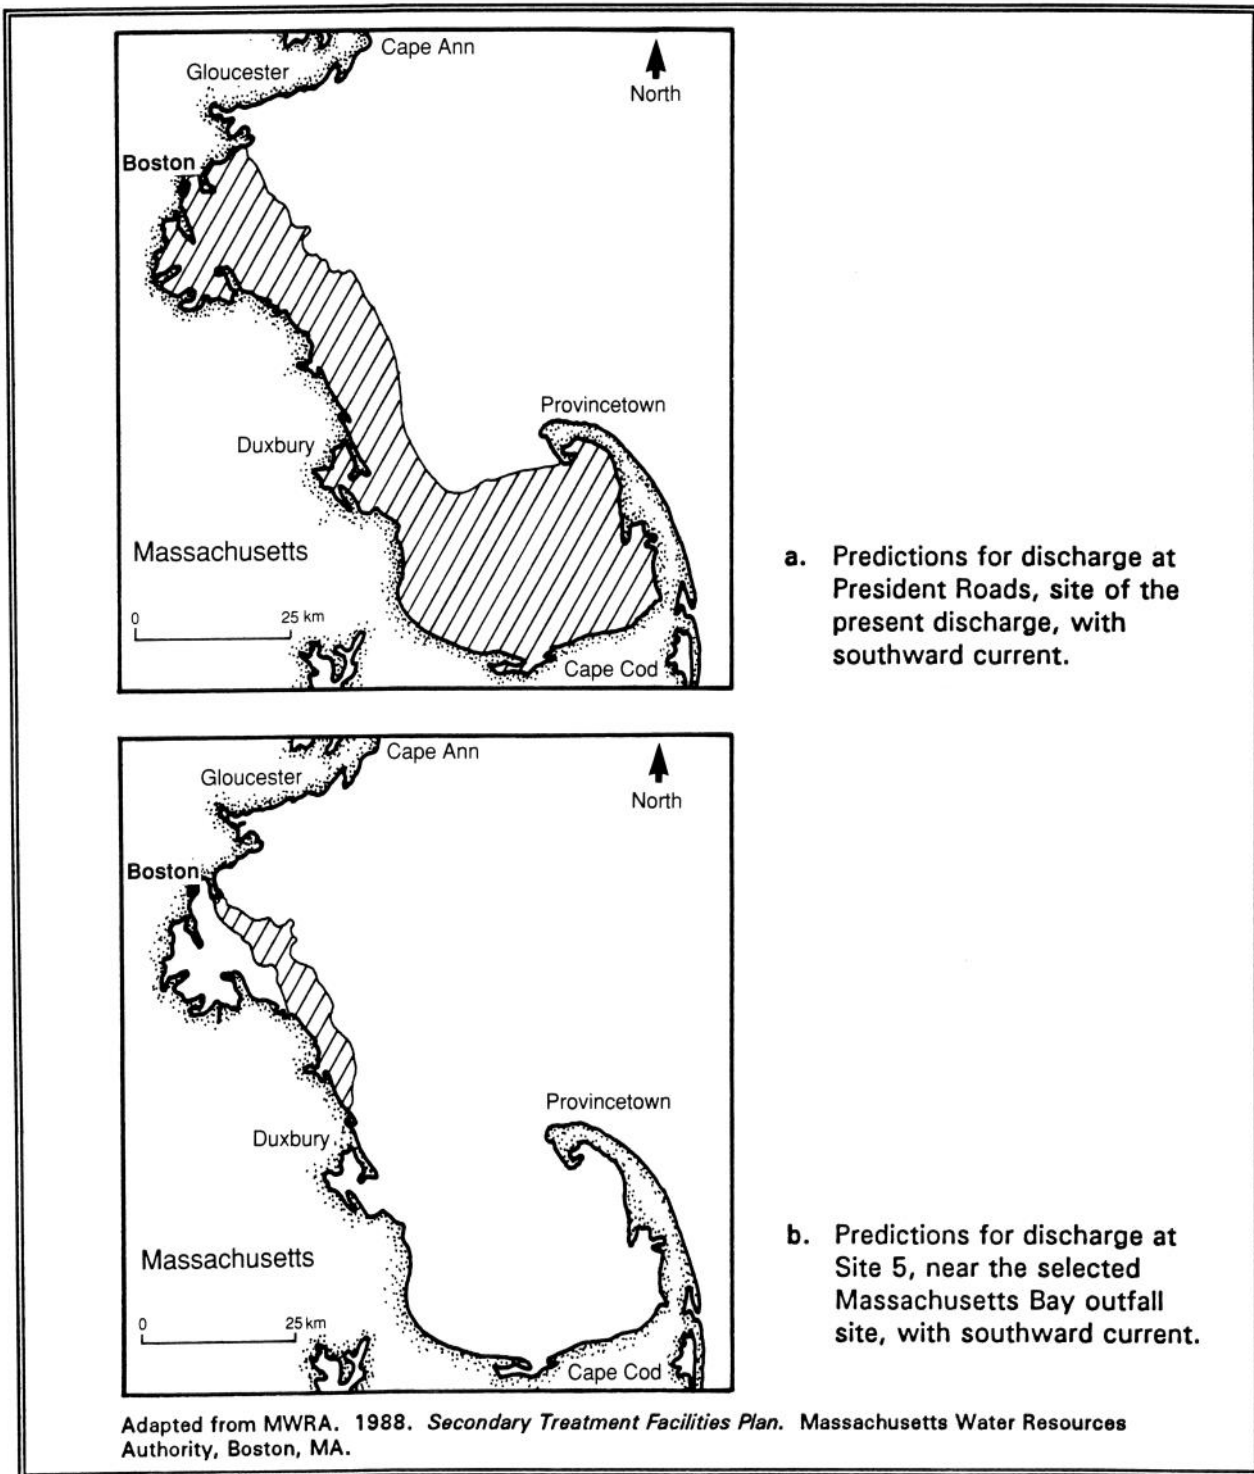 Cape Ann
Gloucester
North
Boston
Provincetown
Duxbury
Massachusetts
0 25 km
Cape Cod
a. Predictions for discharge at
President Roads, site of the
present discharge, with
southward current.
Cape Ann
Gloucester
North
Boston
Provincetown
Duxbury
Massachusetts
0 25 km
Cape Cod
b. Predictions for discharge at
Site 5, near the selected
Massachusetts Bay outfall
site, with southward current.
Adapted from MWRA. 1988. Secondary Treatment Facilities Plan. Massachusetts Water Resources
Authority, Boston, MA.